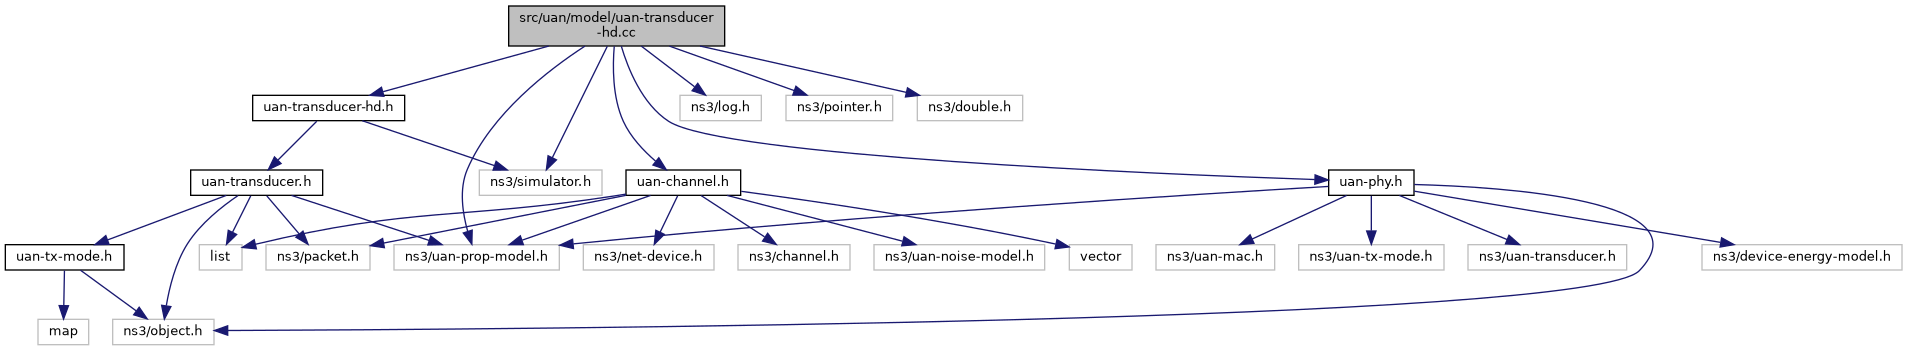 src/uan/model/uan-transducer
-hd.cc
uan-transducer-hd.h
ns3/log.h
ns3/pointer.h
ns3/double.h
uan-transducer.h
ns3/simulator.h
uan-channel.h
uan-phy.h
uan-tx-mode.h
list
ns3/packet.h
ns3/uan-prop-model.h
ns3/net-device.h
ns3/channel.h
ns3/uan-noise-model.h
vector
ns3/uan-mac.h
ns3/uan-tx-mode.h
ns3/uan-transducer.h
ns3/device-energy-model.h
map
ns3/object.h